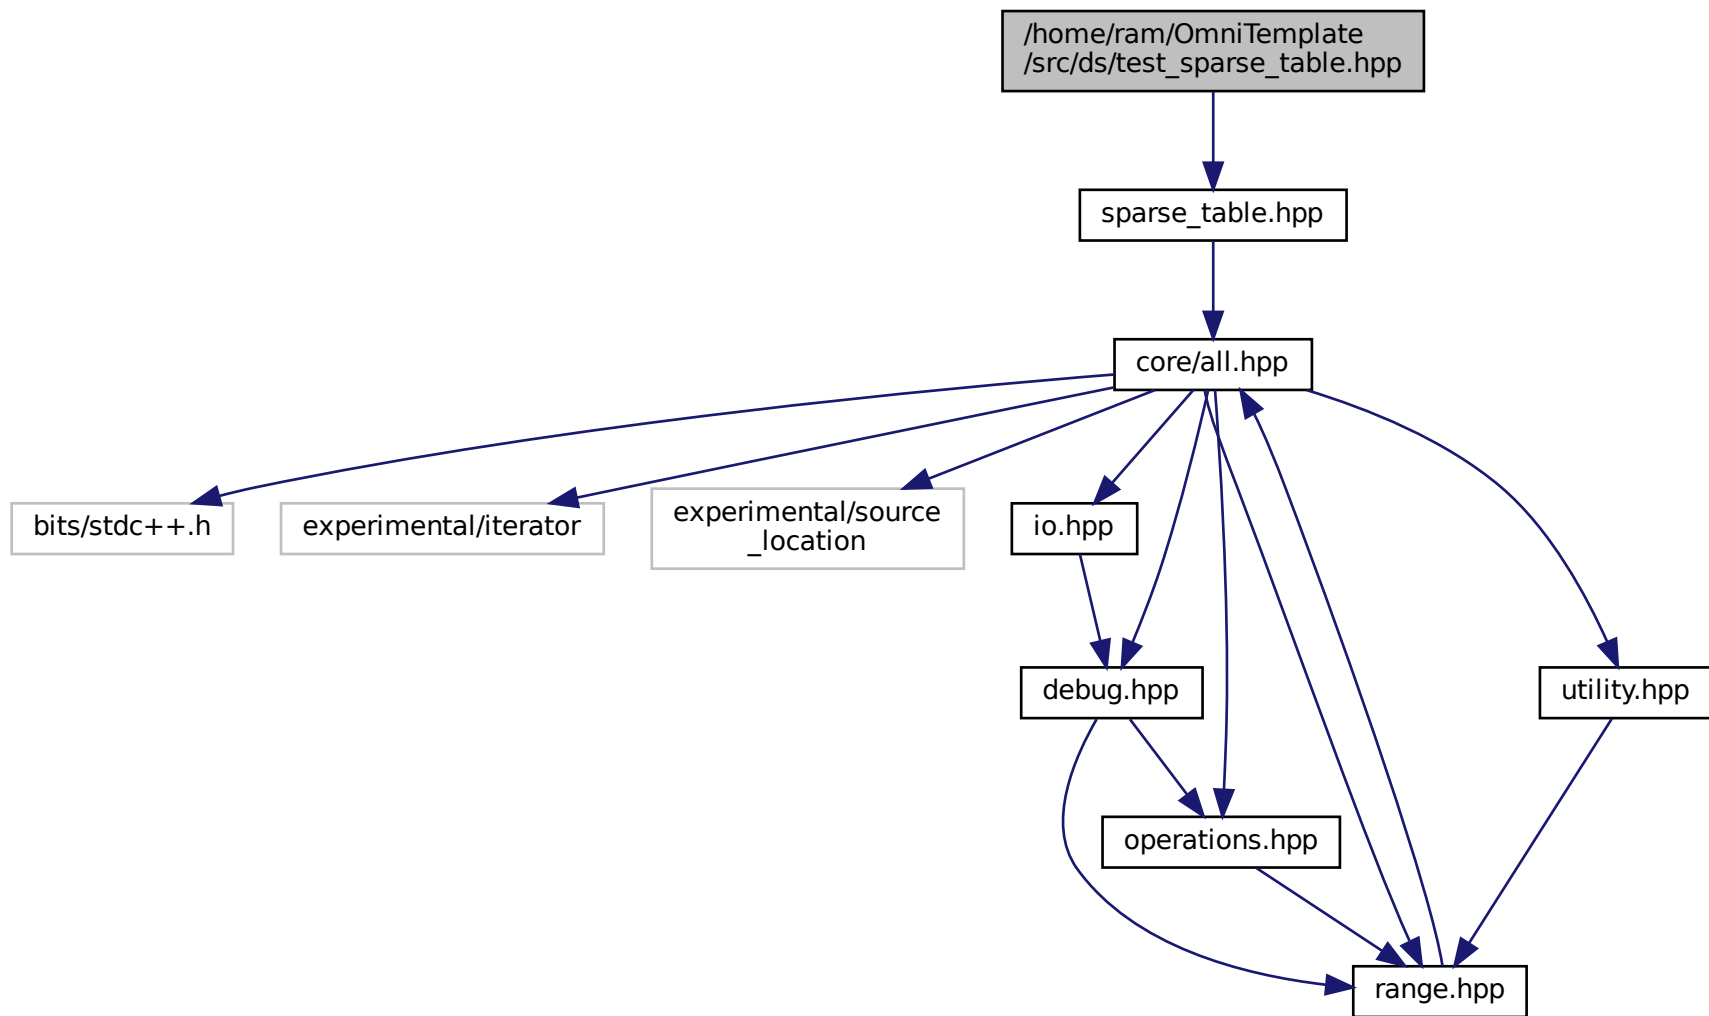 /home/ram/OmniTemplate
/src/ds/test_sparse_table.hpp
sparse_table.hpp
core/all.hpp
bits/stdc++.h
experimental/iterator
experimental/source
_location
io.hpp
debug.hpp
utility.hpp
operations.hpp
range.hpp